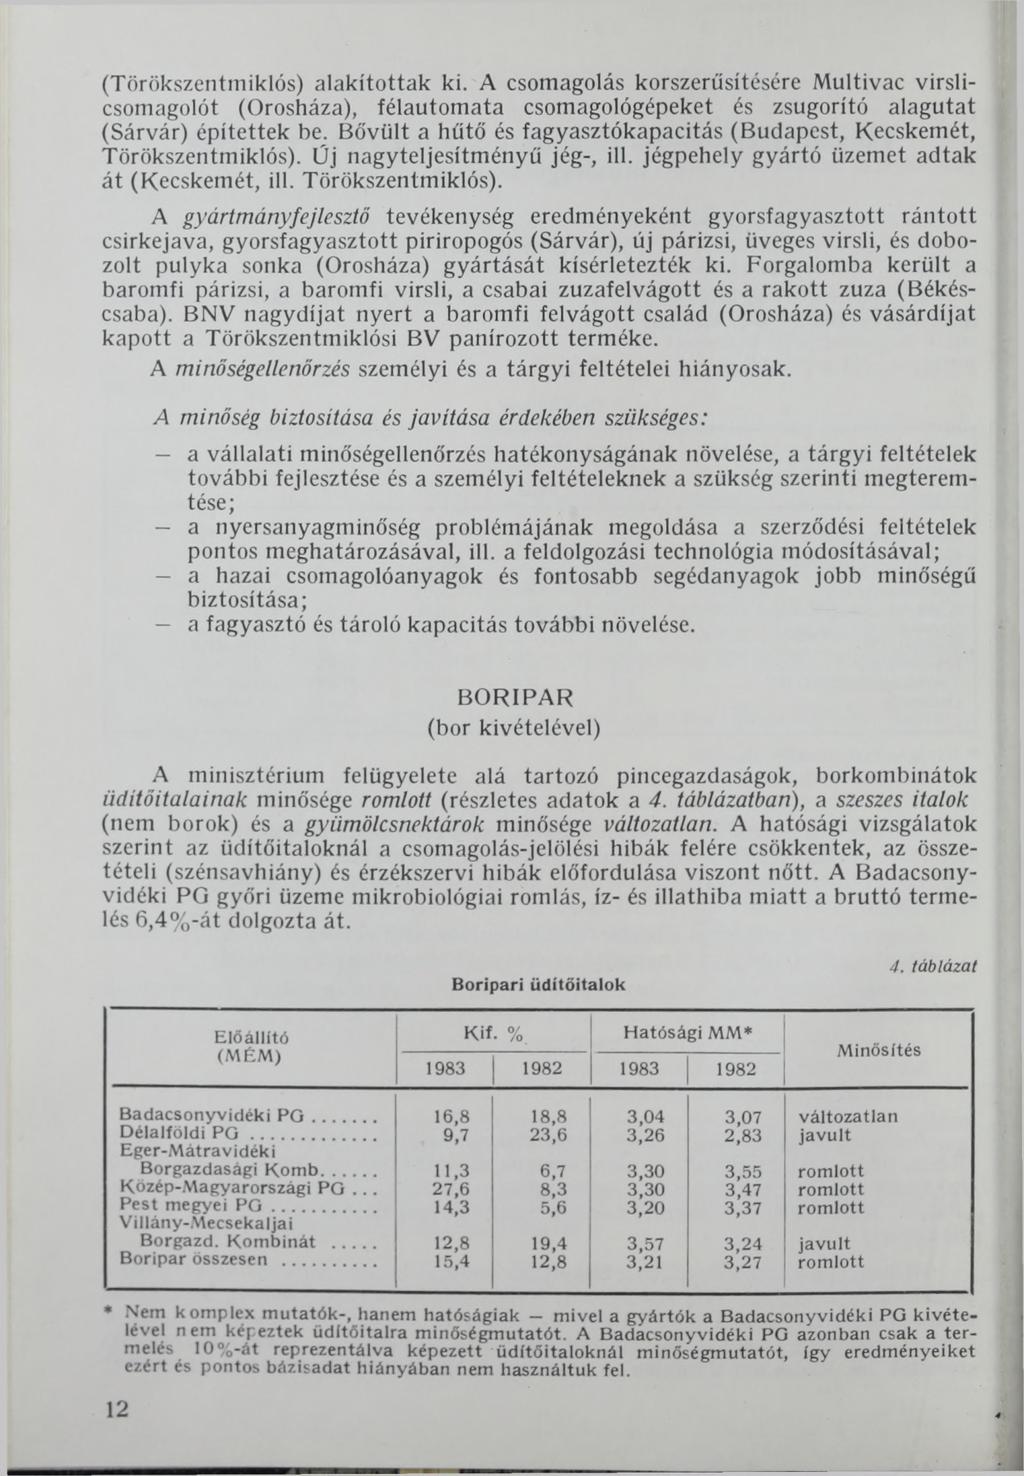 (Törökszentmiklós) alakítottak ki. A csomagolás korszerűsítésére Multivac virsli-
csomagolót (Orosháza), félautomata csomagológépeket és zsugorító alagutat
(Sárvár) építettek be. Bővült a hűtő és fagyasztókapacitás (Budapest, Kecskemét,
Törökszentmiklós). Új nagyteljesítményű jég-, ill. jégpehely gyártó üzemet adtak
át (Kecskemét, ill. Törökszentmiklós).
A gyártmányfejlesztő tevékenység eredményeként gyorsfagyasztott rántott
csirkejava, gyorsfagyasztott piriropogós (Sárvár), új párizsi, üveges virsli, és dobo-
zolt pulyka sonka (Orosháza) gyártását kísérletezték ki. Forgalomba került a
baromfi párizsi, a baromfi virsli, a csabai zuzafelvágott és a rakott zuza (Békés-
csaba). BNV nagydíjat nyert a baromfi felvágott család (Orosháza) és vásárdíjat
kapott a Törökszentmiklósi BV panírozott terméke.
A minőségellenőrzés személyi és a tárgyi feltételei hiányosak.
A minőség biztosítása és javítása érdekében szükséges:
— a vállalati minőségellenőrzés hatékonyságának növelése, a tárgyi feltételek
további fejlesztése és a személyi feltételeknek a szükség szerinti megterem-
tése;
— a nyersanyagminőség problémájának megoldása a szerződési feltételek
pontos meghatározásával, ill. a feldolgozási technológia módosításával;
— a hazai csomagolóanyagok és fontosabb segédanyagok jobb minőségű
biztosítása;
— a fagyasztó és tároló kapacitás további növelése.
BORIPAR
(bor kivételével)
A minisztérium felügyelete alá tartozó pincegazdaságok, borkombinátok
üdítőitalainak minősége romlott (részletes adatok a 4. táblázatban), a szeszes italok
(nem borok) és a gyümölcsnektárok minősége változatlan. A hatósági vizsgálatok
szerint az üdítőitaloknál a csomagolás-jelölési hibák felére csökkentek, az össze-
tételi (szénsavhiány) és érzékszervi hibák előfordulása viszont nőtt. A Badacsony-
vidéki PG győri üzeme mikrobiológiai romlás, íz- és illathiba miatt a bruttó terme-
lés 6,4%-át dolgozta át.
4. táblázat
Boripari üdítőitalok
Előállító (MÉM) Kif. % Hatósági MM* Minősítés
1983 1982 1983 1982
Badacsonyvidéki PG ....... 16,8 18,8 3,04 3,07 változatlan
Délalföldi PG ............. 9,7 23,6 3,26 2,83 javult
Eger-Mátravidéki
Borgazdasági Komb...... 11,3 6,7 3,30 3,55 romlott
Közép-Magyarországi PG ... 27,6 8,3 3,30 3,47 romlott
Pest megyei PG ........... 14,3 5,6 3,20 3,37 romlott
Villány-Mecsekaljai
Borgazd. Kombinát ..... 12,8 19,4 3,57 3,24 javult
Boripar összesen .......... 15,4 12,8 3,21 3,27 romlott
* Nem komplex mutatók-, hanem hatóságiak — mivel a gyártók a Badacsonyvidéki PG kivéte-
lével nem képeztek üdítőitalra minőségmutatót. A Badacsonyvidéki PG azonban csak a ter-
melés 10%-át reprezentálva képezett üdítőitaloknál minőségmutatót, így eredményeiket
ezért és pontos bázisadat hiányában nem használtuk fel.
12